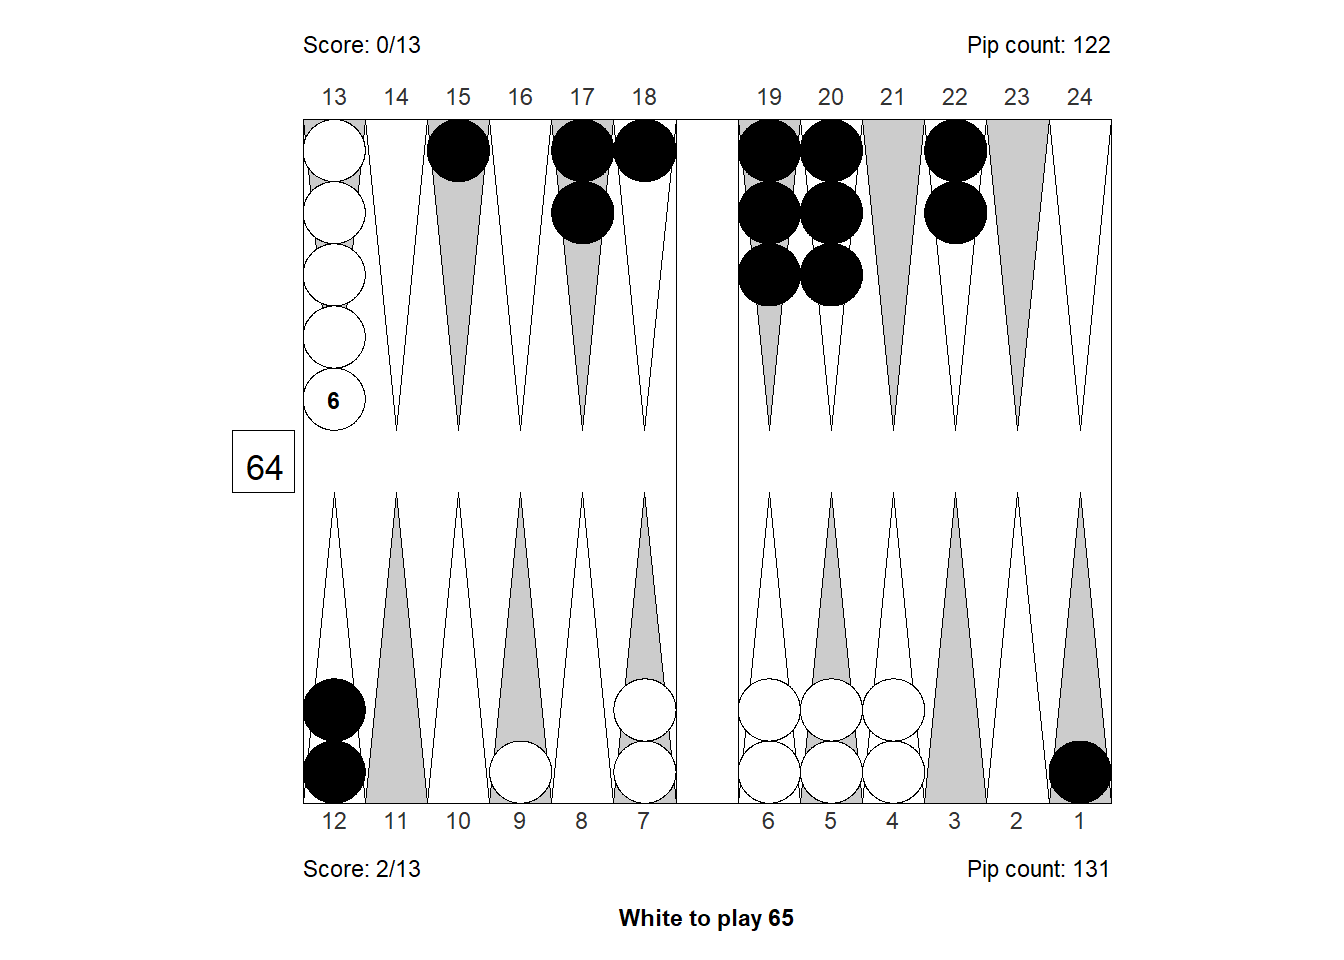 Score: 0/13 Pip count: 122
13 14 15 16 17 18 19 20 21 22 23 24
6
64
12 11 10 9 8 7 6 5 4 3 2 1
Score: 2/13 Pip count: 131
White to play 65